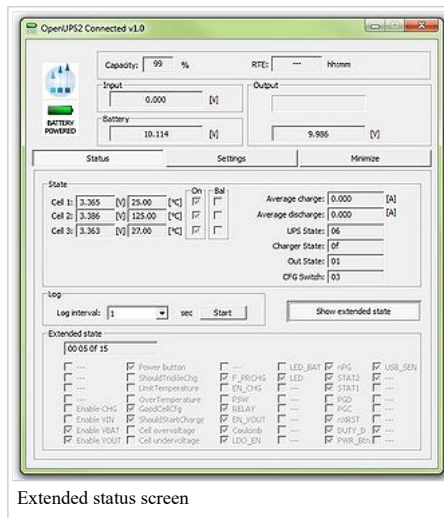 OpenUPS2 Connected v1.0
Capacity: 99 % RTE: --- hh:mm
Input
0.000 [V]
Output
BATTERY
POWERED
Battery
10.114 [V]
9.986 [V]
Status Settings Minimize
State
On Bal
Cell 1: 3.365 [V] 25.00 [°C]
Cell 2: 3.386 [V] 125.00 [°C]
Cell 3: 3.363 [V] 27.00 [°C]
Average charge: 0.000 [A]
Average discharge: 0.000 [A]
UPS State: 06
Charger State: 0f
Out State: 01
CFG Switch: 03
Log
Log interval: 1 sec Start
Show extended state
Extended state
00 05 0f 15
--- Power button --- LED_BAT nPG USB_SEN
--- ShouldTrickleChg F_PRCHG LED STAT2 ---
--- LimitTemperature EN_CHG --- STAT1 ---
--- OverTemperature PSW --- PGD ---
Enable CHG GoodCellCfg RELAY --- PGC ---
Enable VIN ShouldStartCharge EN_VOUT --- nXRST ---
Enable VBAT Cell overvoltage Coulomb --- DUTY_D ---
Enable VOUT Cell undervoltage LDO_EN --- PWR_Btn ---
Extended status screen